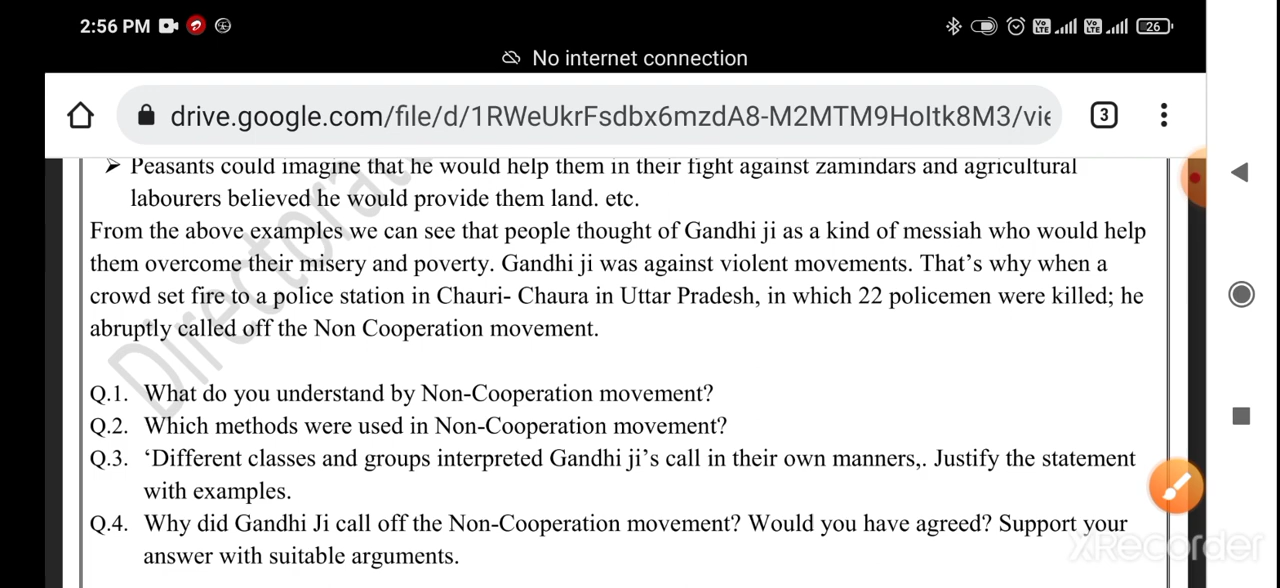 2:56 PM
26
No internet connection
drive.google.com/file/d/1RWeUkrFsdbx6mzdA8-M2MTM9HoItk8M3/vie
3
➤ Peasants could imagine that he would help them in their fight against zamindars and agricultural
labourers believed he would provide them land. etc.
From the above examples we can see that people thought of Gandhi ji as a kind of messiah who would help
them overcome their misery and poverty. Gandhi ji was against violent movements. That's why when a
crowd set fire to a police station in Chauri- Chaura in Uttar Pradesh, in which 22 policemen were killed; he
abruptly called off the Non Cooperation movement.
Q.1. What do you understand by Non-Cooperation movement?
Q.2. Which methods were used in Non-Cooperation movement?
Q.3. ‘Different classes and groups interpreted Gandhi ji’s call in their own manners,. Justify the statement
with examples.
Q.4. Why did Gandhi Ji call off the Non-Cooperation movement? Would you have agreed? Support your
answer with suitable arguments.
XRecorder